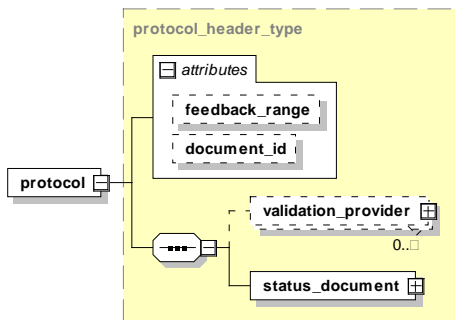 protocol_header_type
attributes
feedback_range
document_id
protocol
validation_provider
0..□
status_document